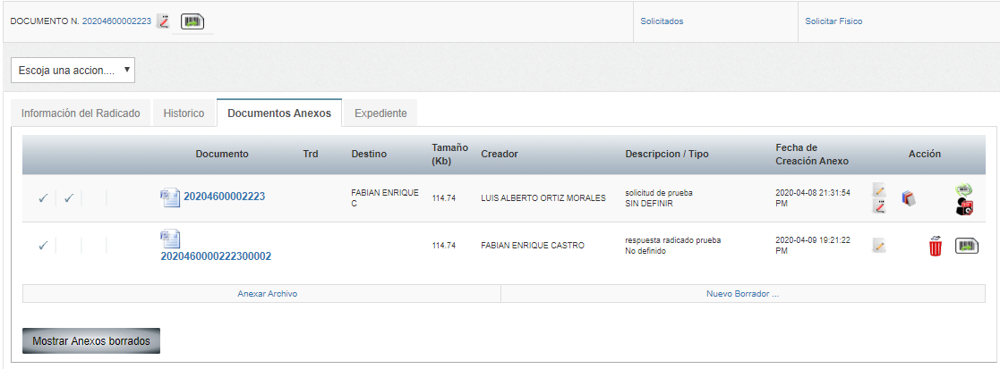 DOCUMENTO N. 20204600002223 Solicitados Solicitar Fisico
Escoja una accion....
Información del Radicado Historico Documentos Anexos Expediente
Documento Trd Destino Tamaño (Kb) Creador Descripcion / Tipo Fecha de Creación Anexo Acción
20204600002223 FABIAN ENRIQUE C 114.74 LUIS ALBERTO ORTIZ MORALES solicitud de prueba SIN DEFINIR 2020-04-08 21:31:54 PM
2020460000222300002 114.74 FABIAN ENRIQUE CASTRO respuesta radicado prueba No definido 2020-04-09 19:21:22 PM
Anexar Archivo Nuevo Borrador ...
Mostrar Anexos borrados